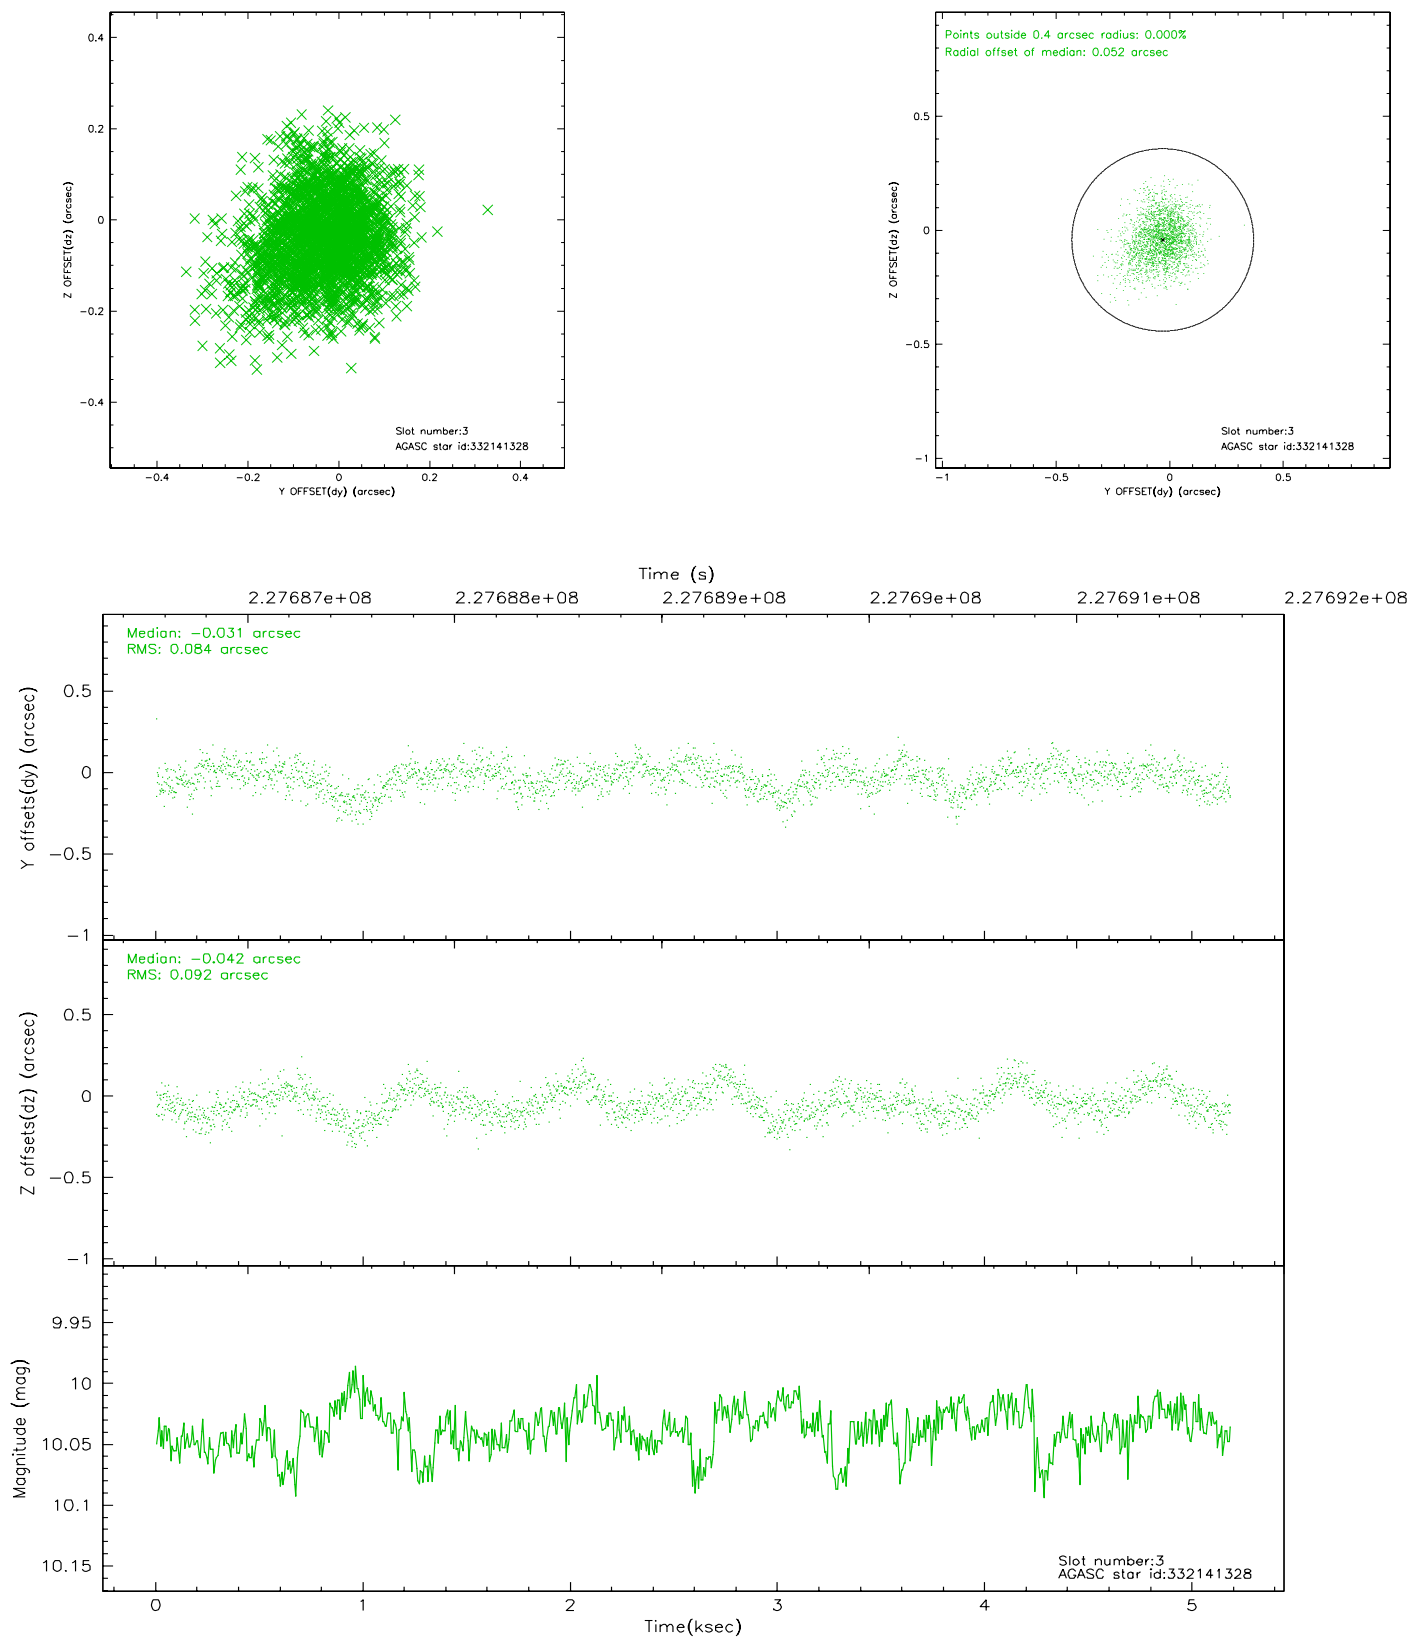 0.4
0.2
0
−0.2
−0.4
Z OFFSET(dz) (arcsec)
Slot number:3
AGASC star id:332141328
−0.4 −0.2 0 0.2 0.4
Y OFFSET(dy) (arcsec)
Points outside 0.4 arcsec radius: 0.000%
Radial offset of median: 0.052 arcsec
0.5
0
−0.5
−1
Z OFFSET(dz) (arcsec)
Slot number:3
AGASC star id:332141328
−1 −0.5 0 0.5
Y OFFSET(dy) (arcsec)
Time (s)
2.27687e+08 2.27688e+08 2.27689e+08 2.2769e+08 2.27691e+08 2.27692e+08
Median: −0.031 arcsec
RMS: 0.084 arcsec
0.5
0
−0.5
−1
Y offsets(dy) (arcsec)
Median: −0.042 arcsec
RMS: 0.092 arcsec
0.5
0
−0.5
−1
Z offsets(dz) (arcsec)
9.95
10
10.05
10.1
10.15
Magnitude (mag)
Slot number:3
AGASC star id:332141328
0 1 2 3 4 5
Time(ksec)